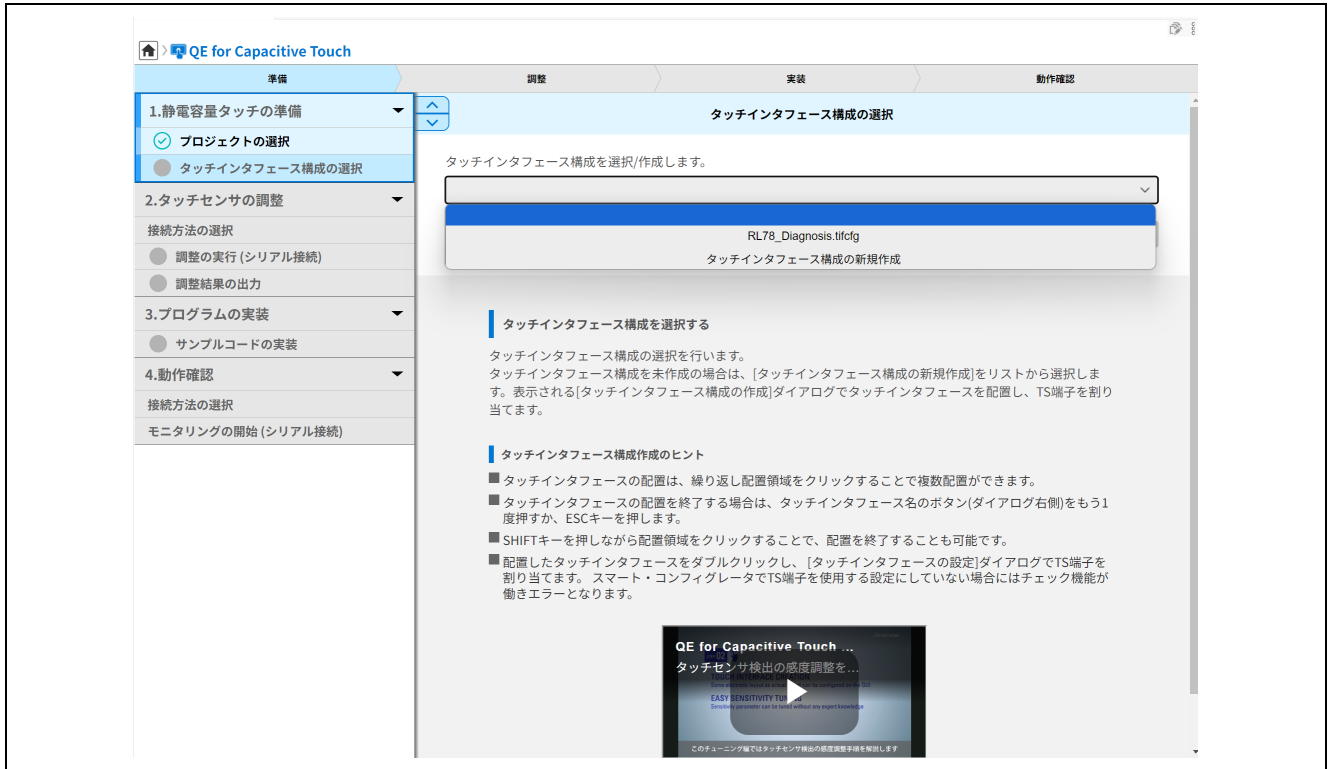 QE for Capacitive Touch
準備
調整
実装
動作確認
1.静電容量タッチの準備
プロジェクトの選択
タッチインタフェース構成の選択
2.タッチセンサの調整
接続方法の選択
調整の実行 (シリアル接続)
調整結果の出力
3.プログラムの実装
サンプルコードの実装
4.動作確認
接続方法の選択
モニタリングの開始 (シリアル接続)
タッチインタフェース構成の選択
タッチインタフェース構成を選択/作成します。
RL78_Diagnosis.tifcfg
タッチインタフェース構成の新規作成
タッチインタフェース構成を選択する
タッチインタフェース構成の選択を行います。
タッチインタフェース構成を未作成の場合は、[タッチインタフェース構成の新規作成]をリストから選択しま
す。表示される[タッチインタフェース構成の作成]ダイアログでタッチインタフェースを配置し、TS端子を割り
当てます。
タッチインタフェース構成作成のヒント
タッチインタフェースの配置は、繰り返し配置領域をクリックすることで複数配置ができます。
タッチインタフェースの配置を終了する場合は、タッチインタフェース名のボタン(ダイアログ右側)をもう1
度押すか、ESCキーを押します。
SHIFTキーを押しながら配置領域をクリックすることで、配置を終了することも可能です。
配置したタッチインタフェースをダブルクリックし、 [タッチインタフェースの設定]ダイアログでTS端子を
割り当てます。 スマート・コンフィグレータでTS端子を使用する設定にしていない場合にはチェック機能が
働きエラーとなります。
QE for Capacitive Touch ...
タッチセンサ検出の感度調整を...
TOUCH INTERFACE CREATION
EASY SENSITIVITY TUNING
Sensitivity parameter can be tuned without any expert knowledge
このチューニング編ではタッチセンサ検出の感度調整手順を解説します